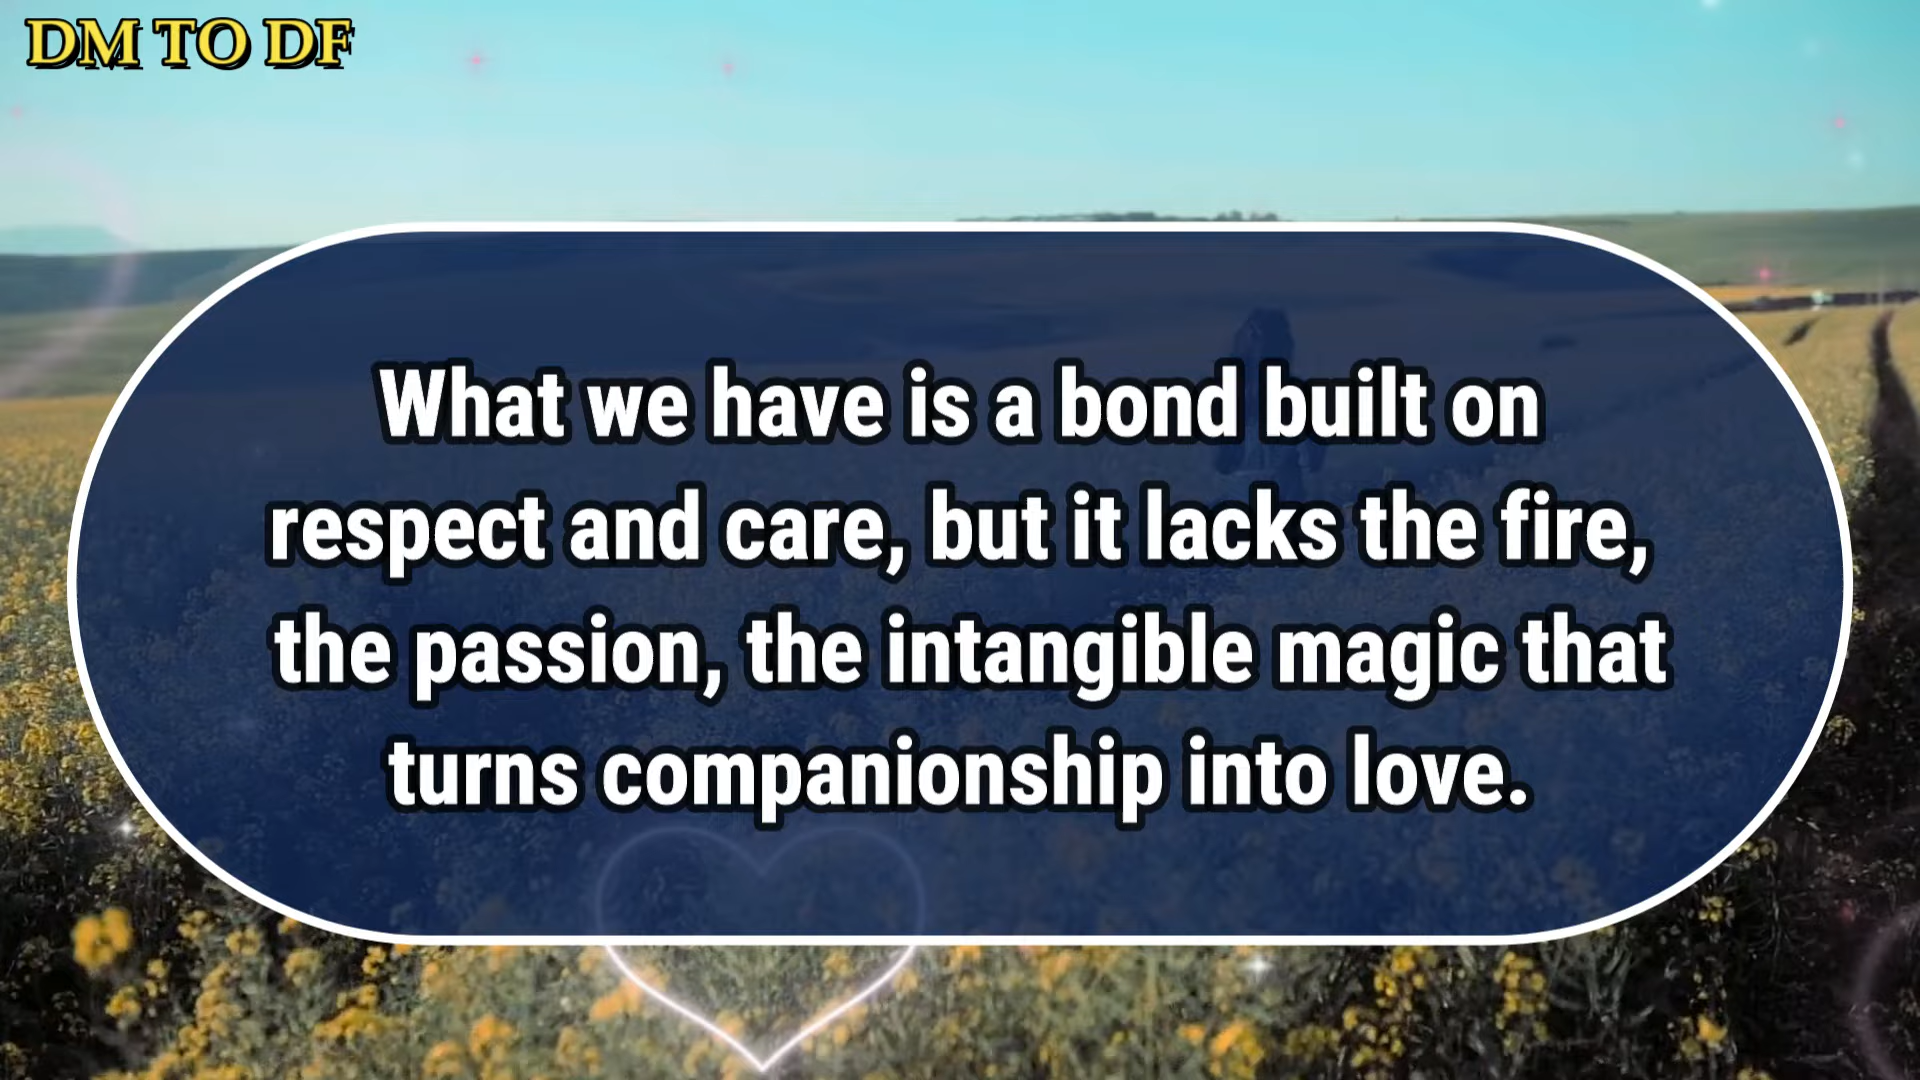 DM TO DF
What we have is a bond built on
respect and care, but it lacks the fire,
the passion, the intangible magic that
turns companionship into love.